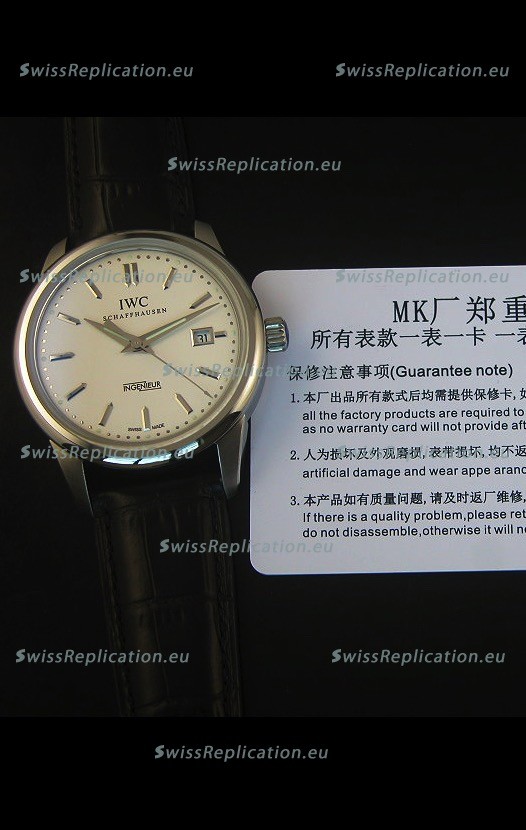 SwissReplication.eu SwissReplication.eu
SwissReplication.eu
SwissReplication.eu SwissReplication.eu
IWC
SCHAFFHAUSEN
31
INGENIEUR
SWISS MADE
SwissReplication.eu
SwissReplication.eu SwissReplication.eu
SwissReplication.eu
SwissReplication.eu SwissReplication.eu
SwissReplication.eu
MK厂郑重
所有表款一表一卡 一表
保修注意事项(Guarantee note)
1. 本厂出品所有款式后均需提供保修卡,如
all the factory products are required to
as no warranty card will not provide afte
2. 人为损坏及外观磨损,表带损坏,均不返
artificial damage and wear appe aranc
3. 本产品如有质量问题,请及时返厂维修,
If there is a quality problem,please ret
do not disassemble,otherwise it will n